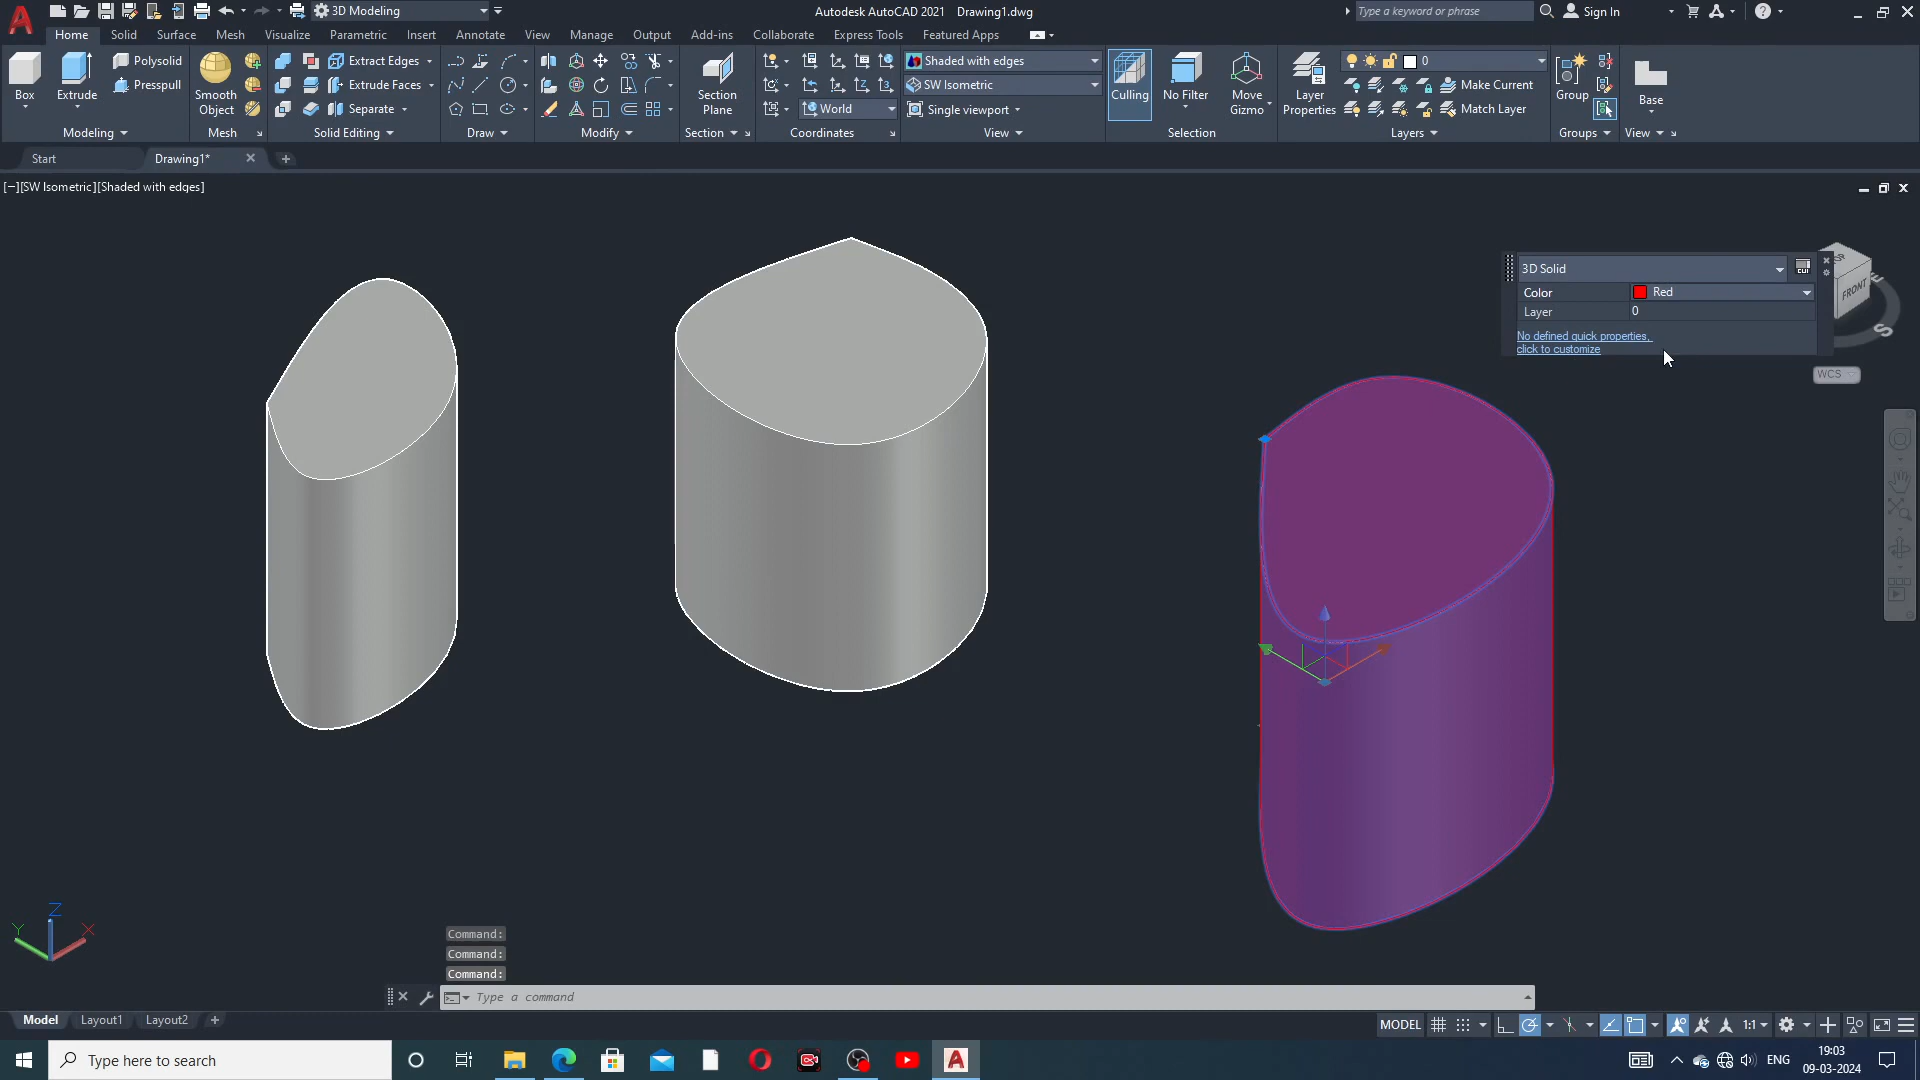 3D Modeling
Autodesk AutoCAD 2021 Drawing1.dwg
Type a keyword or phrase
Sign In
Home Solid Surface Mesh Visualize Parametric Insert Annotate View Manage Output Add-ins Collaborate Express Tools Featured Apps
Polysolid
Extract Edges
Shaded with edges
0
Presspull
Extrude Faces
SW Isometric
Make Current
Box Extrude
Smooth
Object
Separate
Section
Plane
World
Single viewport
Culling No Filter
Move
Gizmo
Layer
Properties
Match Layer
Group
Base
Modeling Mesh Solid Editing Draw Modify Section Coordinates View Selection Layers Groups View
Start Drawing1*
[−][SW Isometric][Shaded with edges]
3D Solid
Color Red
Layer 0
No defined quick properties,
click to customize
FRONT
S
WCS
Z
Y X
Command:
Command:
Command:
Type a command
Model Layout1 Layout2
MODEL
1:1
Type here to search
ENG
19:03
09-03-2024